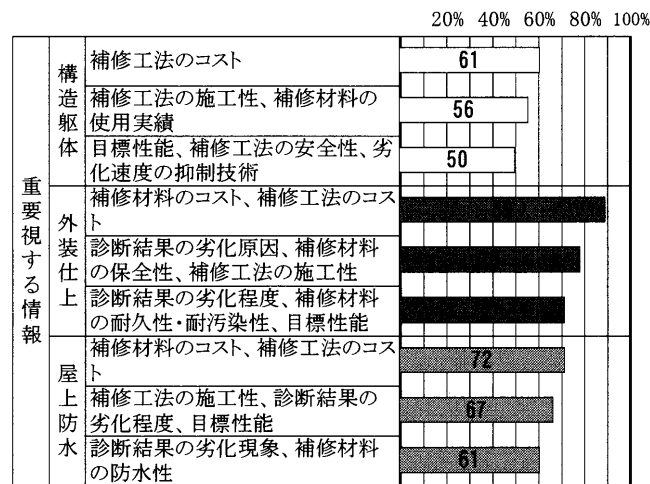 20% 40% 60% 80% 100%
重要視する情報
構造躯体
補修工法のコスト
61
補修工法の施工性、補修材料の
使用実績
56
目標性能、補修工法の安全性、劣
化速度の抑制技術
50
外装仕上
補修材料のコスト、補修工法のコス
ト
診断結果の劣化原因、補修材料
の保全性、補修工法の施工性
診断結果の劣化程度、補修材料
の耐久性・耐汚染性、目標性能
屋上防水
補修材料のコスト、補修工法のコス
ト
72
補修工法の施工性、診断結果の
劣化程度、目標性能
67
診断結果の劣化現象、補修材料
の防水性
61